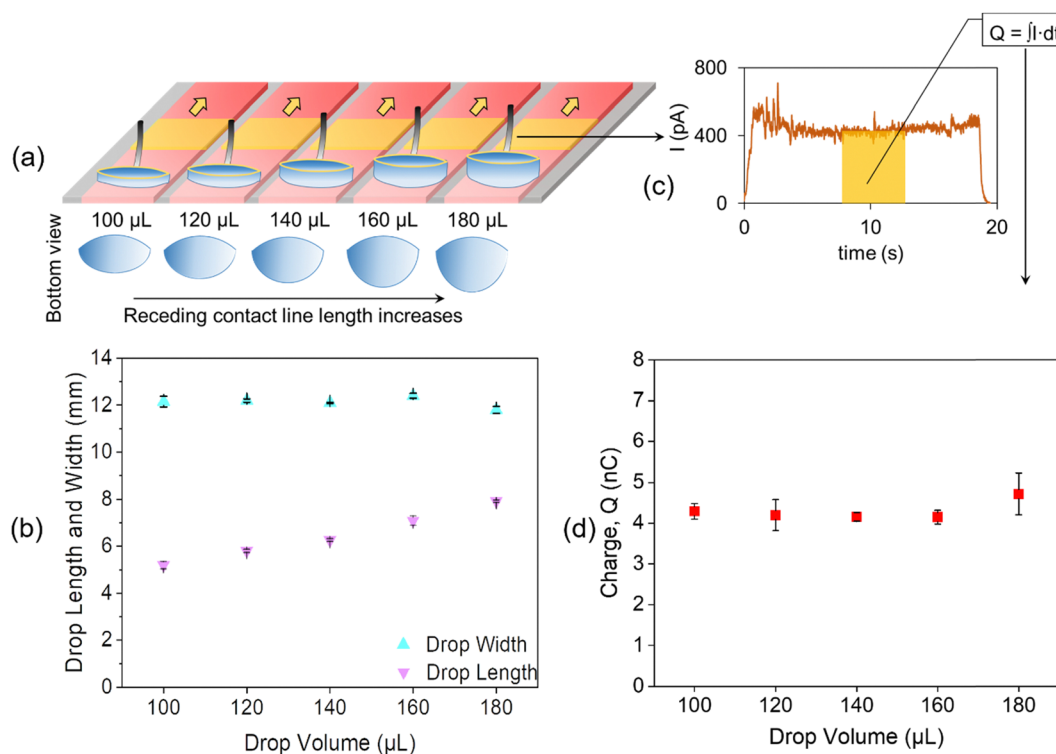 (a)
100 µL 120 µL 140 µL 160 µL 180 µL
Bottom view
Receding contact line length increases
Q = ∫I·dt
(c)
I (pA)
800
400
0
0 10 20
time (s)
(b)
Drop Length and Width (mm)
14
12
10
8
6
4
2
0
Drop Width
Drop Length
100 120 140 160 180
Drop Volume (µL)
(d)
Charge, Q (nC)
8
7
6
5
4
3
2
1
0
100 120 140 160 180
Drop Volume (µL)